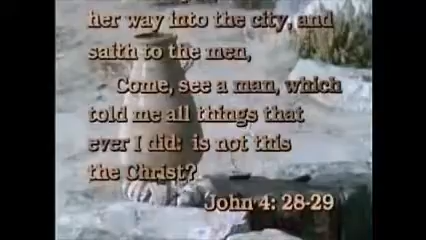 her way into the city, and
saith to the men,
Come, see a man, which
told me all things that
ever I did: is not this
the Christ?
John 4: 28-29